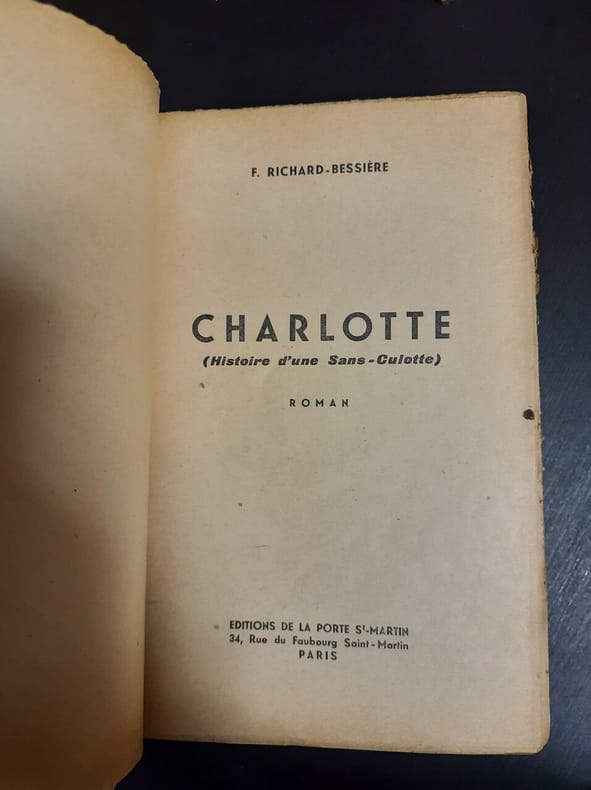 F. RICHARD-BESSIÈRE
CHARLOTTE
(Histoire d'une Sans-Culotte)
ROMAN
EDITIONS DE LA PORTE St-MARTIN
34, Rue du Faubourg Saint-Martin
PARIS